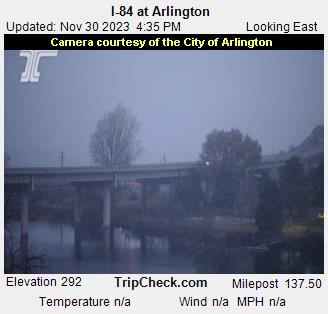 I-84 at Arlington
Updated: Nov 30 2023 4:35 PM Looking East
Camera courtesy of the City of Arlington
Elevation 292 TripCheck.com Milepost 137.50
Temperature n/a Wind n/a MPH n/a